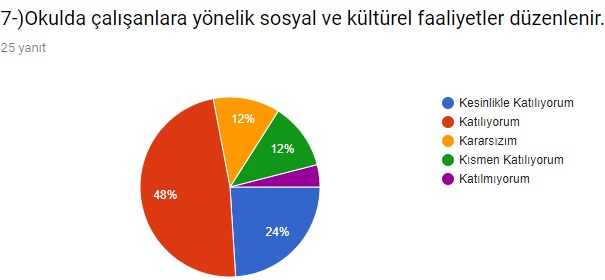 7-)Okulda çalışanlara yönelik sosyal ve kültürel faaliyetler düzenlenir.
25 yanıt
Kesinlikle Katılıyorum
Katılıyorum
Kararsızım
Kısmen Katılıyorum
Katılmıyorum
12%
12%
48%
24%